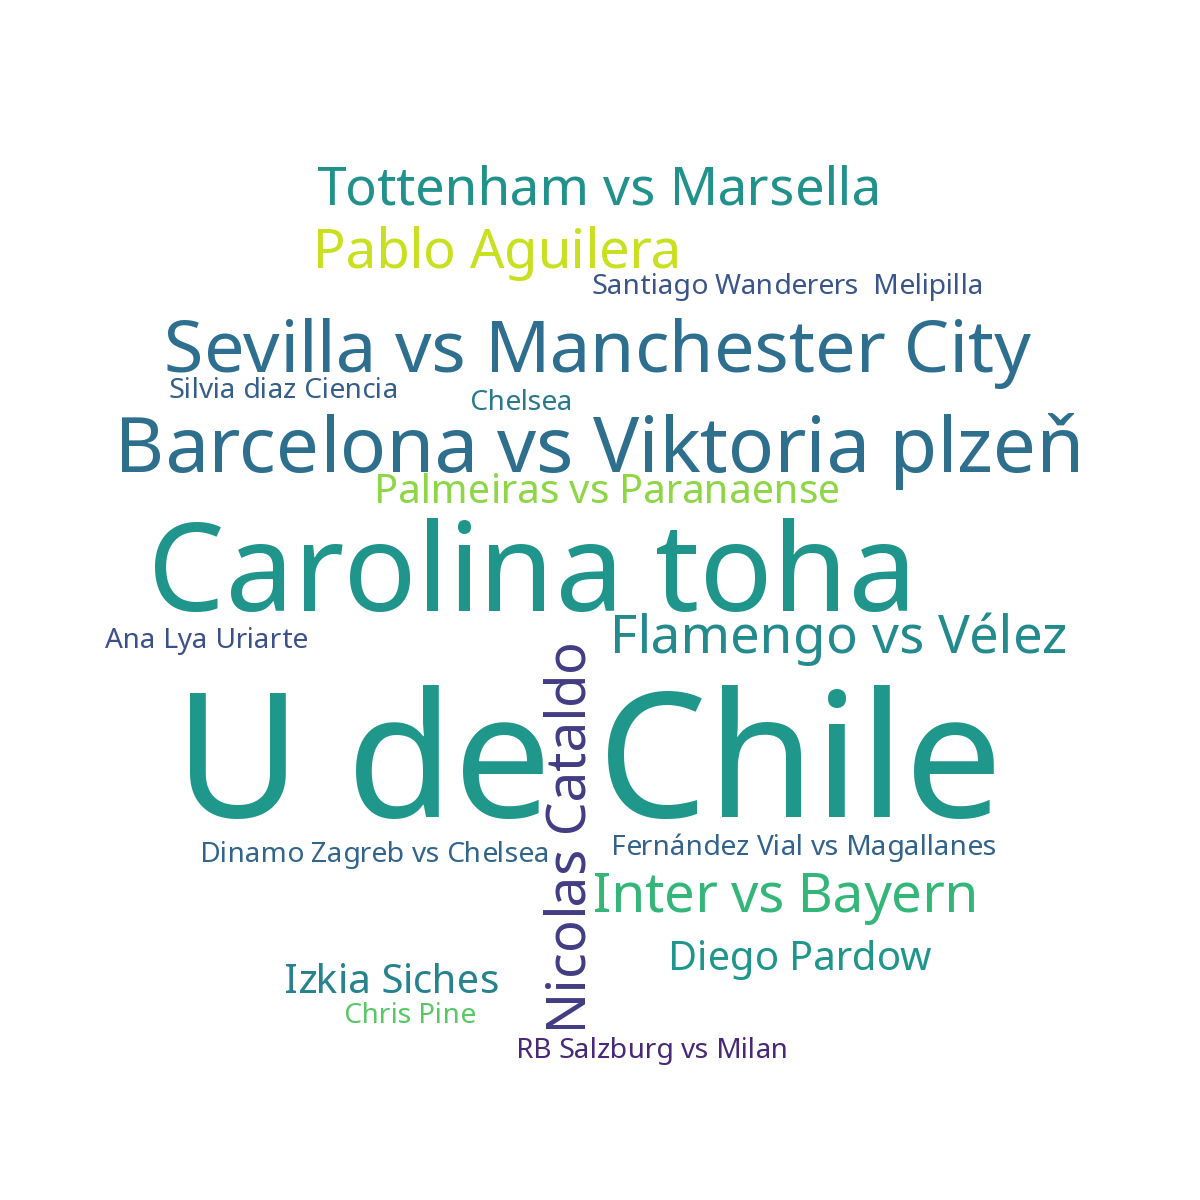 Tottenham vs Marsella
Pablo Aguilera
Santiago Wanderers  Melipilla
Sevilla vs Manchester City
Silvia diaz Ciencia
Chelsea
Barcelona vs Viktoria plzeň
Palmeiras vs Paranaense
Carolina toha
Flamengo vs Vélez
Ana Lya Uriarte
U de Chile
Nicolas Cataldo
Fernández Vial vs Magallanes
Dinamo Zagreb vs Chelsea
Inter vs Bayern
Diego Pardow
Izkia Siches
Chris Pine
RB Salzburg vs Milan